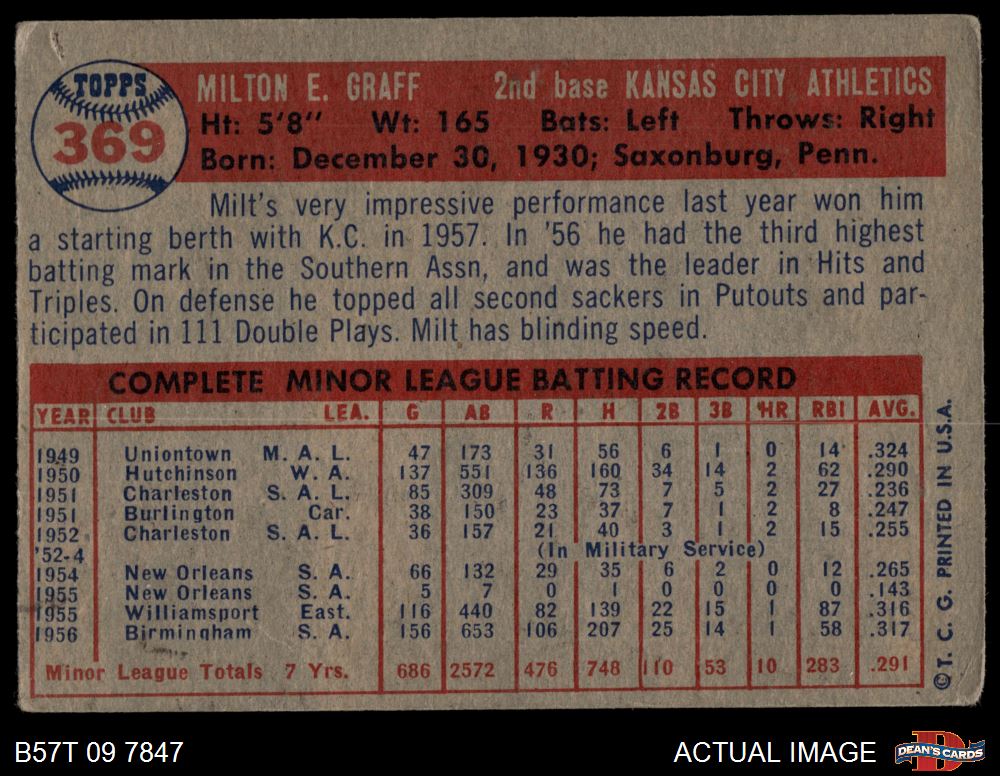 TOPPS
369
MILTON E. GRAFF 2nd base KANSAS CITY ATHLETICS
Ht: 5'8" Wt: 165 Bats: Left Throws: Right
Born: December 30, 1930; Saxonburg, Penn.
Milt's very impressive performance last year won him
a starting berth with K.C. in 1957. In '56 he had the third highest
batting mark in the Southern Assn, and was the leader in Hits and
Triples. On defense he topped all second sackers in Putouts and par-
ticipated in 111 Double Plays. Milt has blinding speed.
COMPLETE MINOR LEAGUE BATTING RECORD
YEAR CLUB LEA. G AB R H 2B 3B HR RBI AVG.
1949 Uniontown M. A. L. 47 173 31 56 6 1 0 14 .324
1950 Hutchinson W. A. 137 551 136 160 34 14 2 62 .290
1951 Charleston S. A. L. 85 309 48 73 7 5 2 27 .236
1951 Burlington Car. 38 150 23 37 7 1 2 8 .247
1952 Charleston S. A. L. 36 157 21 40 3 1 2 15 .255
'52-4 (In Military Service)
1954 New Orleans S. A. 66 132 29 35 6 2 0 12 .265
1955 New Orleans S. A. 5 7 0 1 0 0 0 0 .143
1955 Williamsport East. 116 440 82 139 22 15 1 87 .316
1956 Birmingham S. A. 156 653 106 207 25 14 1 58 .317
Minor League Totals 7 Yrs. 686 2572 476 748 110 53 10 283 .291
©T. C. G. PRINTED IN U.S.A.
B57T 09 7847
ACTUAL IMAGE
DEAN'S CARDS